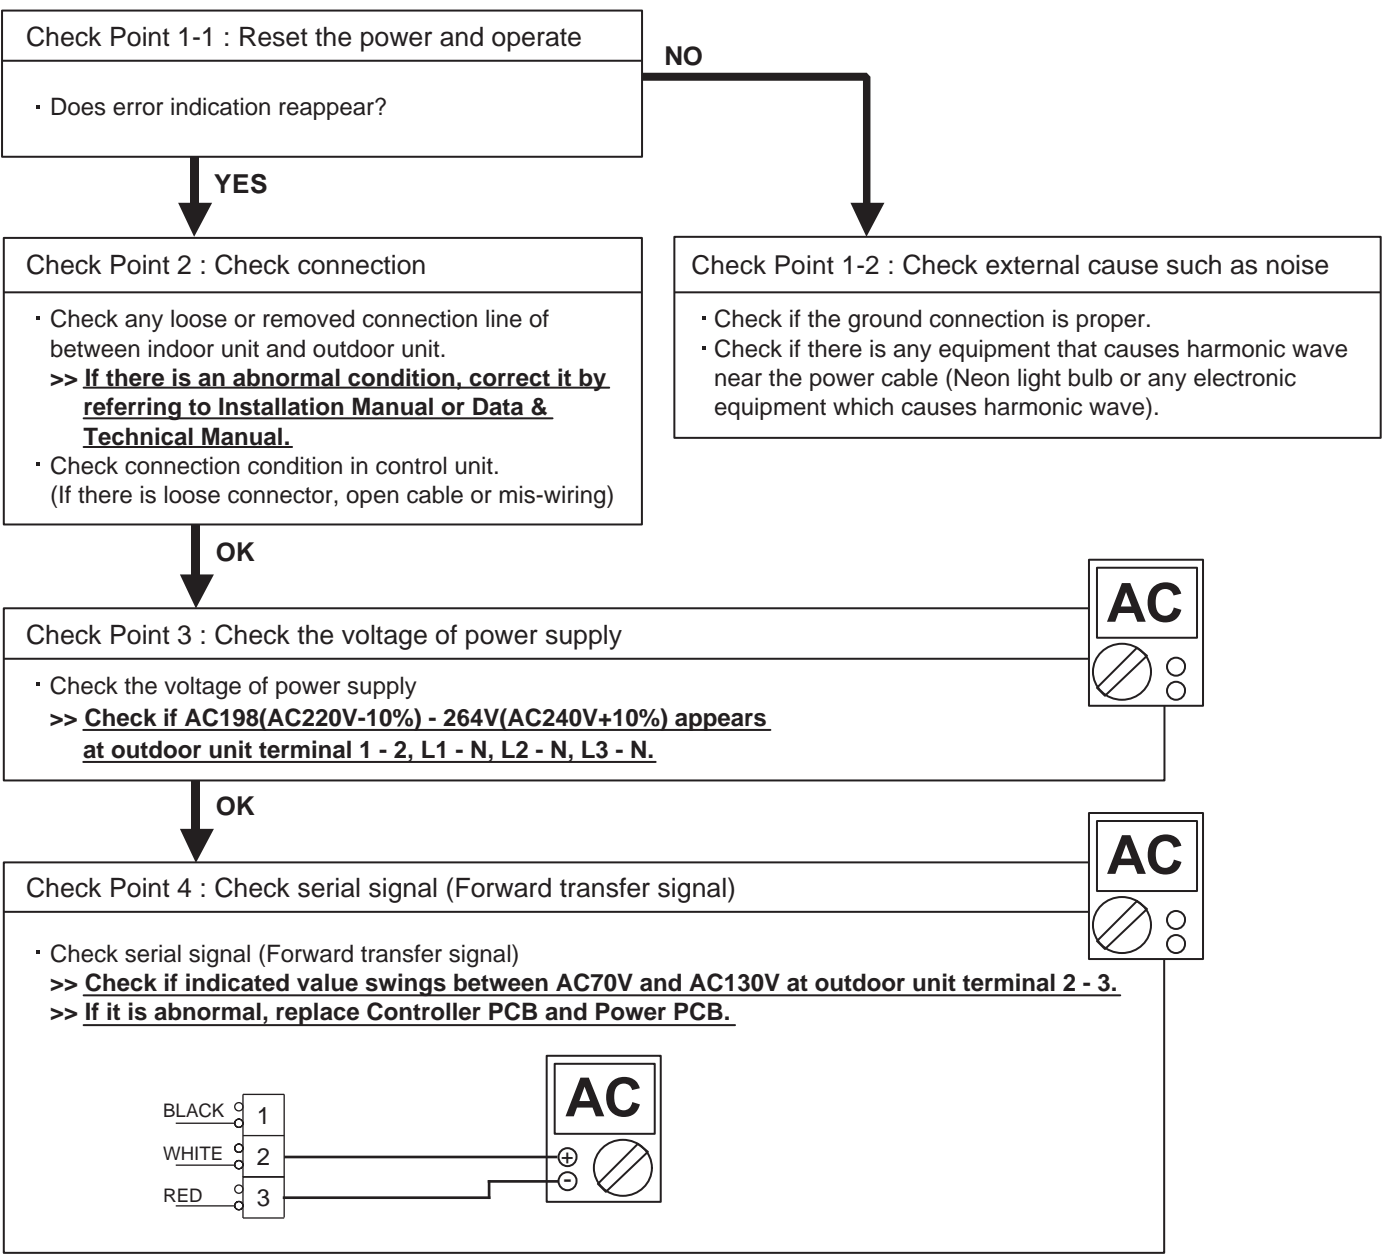 Check Point 1-1 : Reset the power and operate
・Does error indication reappear?
NO
YES
Check Point 2 : Check connection
・Check any loose or removed connection line of
between indoor unit and outdoor unit.
>> If there is an abnormal condition, correct it by
referring to Installation Manual or Data &
Technical Manual.
・Check connection condition in control unit.
(If there is loose connector, open cable or mis-wiring)
Check Point 1-2 : Check external cause such as noise
・Check if the ground connection is proper.
・Check if there is any equipment that causes harmonic wave
near the power cable (Neon light bulb or any electronic
equipment which causes harmonic wave).
OK
Check Point 3 : Check the voltage of power supply
AC
・Check the voltage of power supply
>> Check if AC198(AC220V-10%) - 264V(AC240V+10%) appears
at outdoor unit terminal 1 - 2, L1 - N, L2 - N, L3 - N.
OK
Check Point 4 : Check serial signal (Forward transfer signal)
AC
・Check serial signal (Forward transfer signal)
>> Check if indicated value swings between AC70V and AC130V at outdoor unit terminal 2 - 3.
>> If it is abnormal, replace Controller PCB and Power PCB.
AC
BLACK 1
WHITE 2 +
RED 3 -